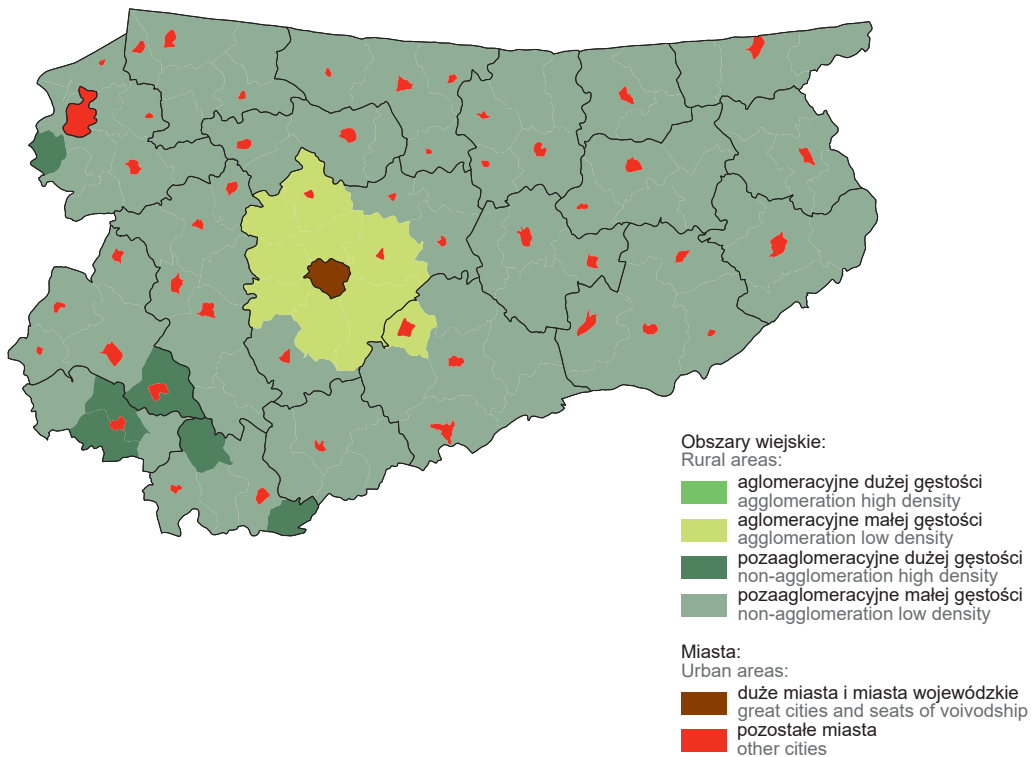 Obszary wiejskie:
Rural areas:
aglomeracyjne dużej gęstości
agglomeration high density
aglomeracyjne małej gęstości
agglomeration low density
pozaaglomeracyjne dużej gęstości
non-agglomeration high density
pozaaglomeracyjne małej gęstości
non-agglomeration low density
Miasta:
Urban areas:
duże miasta i miasta wojewódzkie
great cities and seats of voivodship
pozostałe miasta
other cities